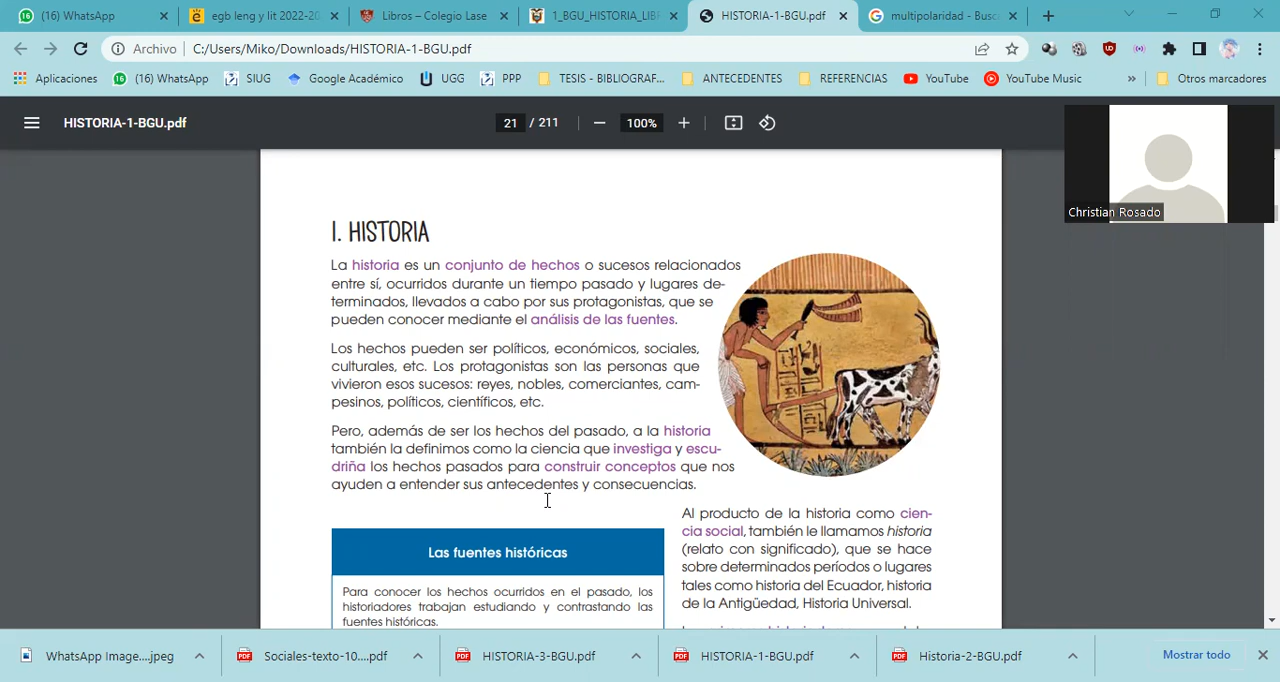 (16) WhatsApp
egb leng y lit 2022-20
Libros – Colegio Lase
1_BGU_HISTORIA_LIBR
HISTORIA-1-BGU.pdf
multipolaridad - Busc
Archivo
C:/Users/Miko/Downloads/HISTORIA-1-BGU.pdf
Aplicaciones
(16) WhatsApp
SIUG
Google Académico
UGG
PPP
TESIS - BIBLIOGRAF...
ANTECEDENTES
REFERENCIAS
YouTube
YouTube Music
»
Otros marcadores
HISTORIA-1-BGU.pdf
21 / 211
100%
Christian Rosado
I. HISTORIA
La historia es un conjunto de hechos o sucesos relacionados
entre sí, ocurridos durante un tiempo pasado y lugares de-
terminados, llevados a cabo por sus protagonistas, que se
pueden conocer mediante el análisis de las fuentes.
Los hechos pueden ser políticos, económicos, sociales,
culturales, etc. Los protagonistas son las personas que
vivieron esos sucesos: reyes, nobles, comerciantes, cam-
pesinos, políticos, científicos, etc.
Pero, además de ser los hechos del pasado, a la historia
también la definimos como la ciencia que investiga y escu-
driña los hechos pasados para construir conceptos que nos
ayuden a entender sus antecedentes y consecuencias.
Las fuentes históricas
Para conocer los hechos ocurridos en el pasado, los
historiadores trabajan estudiando y contrastando las
fuentes históricas.
Al producto de la historia como cien-
cia social, también le llamamos historia
(relato con significado), que se hace
sobre determinados períodos o lugares
tales como historia del Ecuador, historia
de la Antigüedad, Historia Universal.
WhatsApp Image....jpeg
Sociales-texto-10....pdf
HISTORIA-3-BGU.pdf
HISTORIA-1-BGU.pdf
Historia-2-BGU.pdf
Mostrar todo